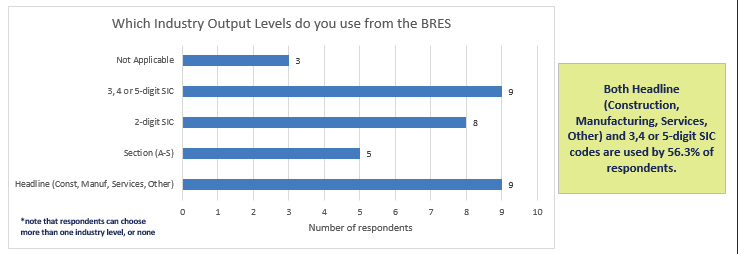 Which Industry Output Levels do you use from the BRES
Not Applicable
3
3, 4 or 5-digit SIC
9
2-digit SIC
8
Section (A-S)
5
Headline (Const, Manuf, Services, Other)
9
0 1 2 3 4 5 6 7 8 9 10
Number of respondents
*note that respondents can choose
more than one industry level, or none
Both Headline
(Construction,
Manufacturing, Services,
Other) and 3,4 or 5-digit SIC
codes are used by 56.3% of
respondents.